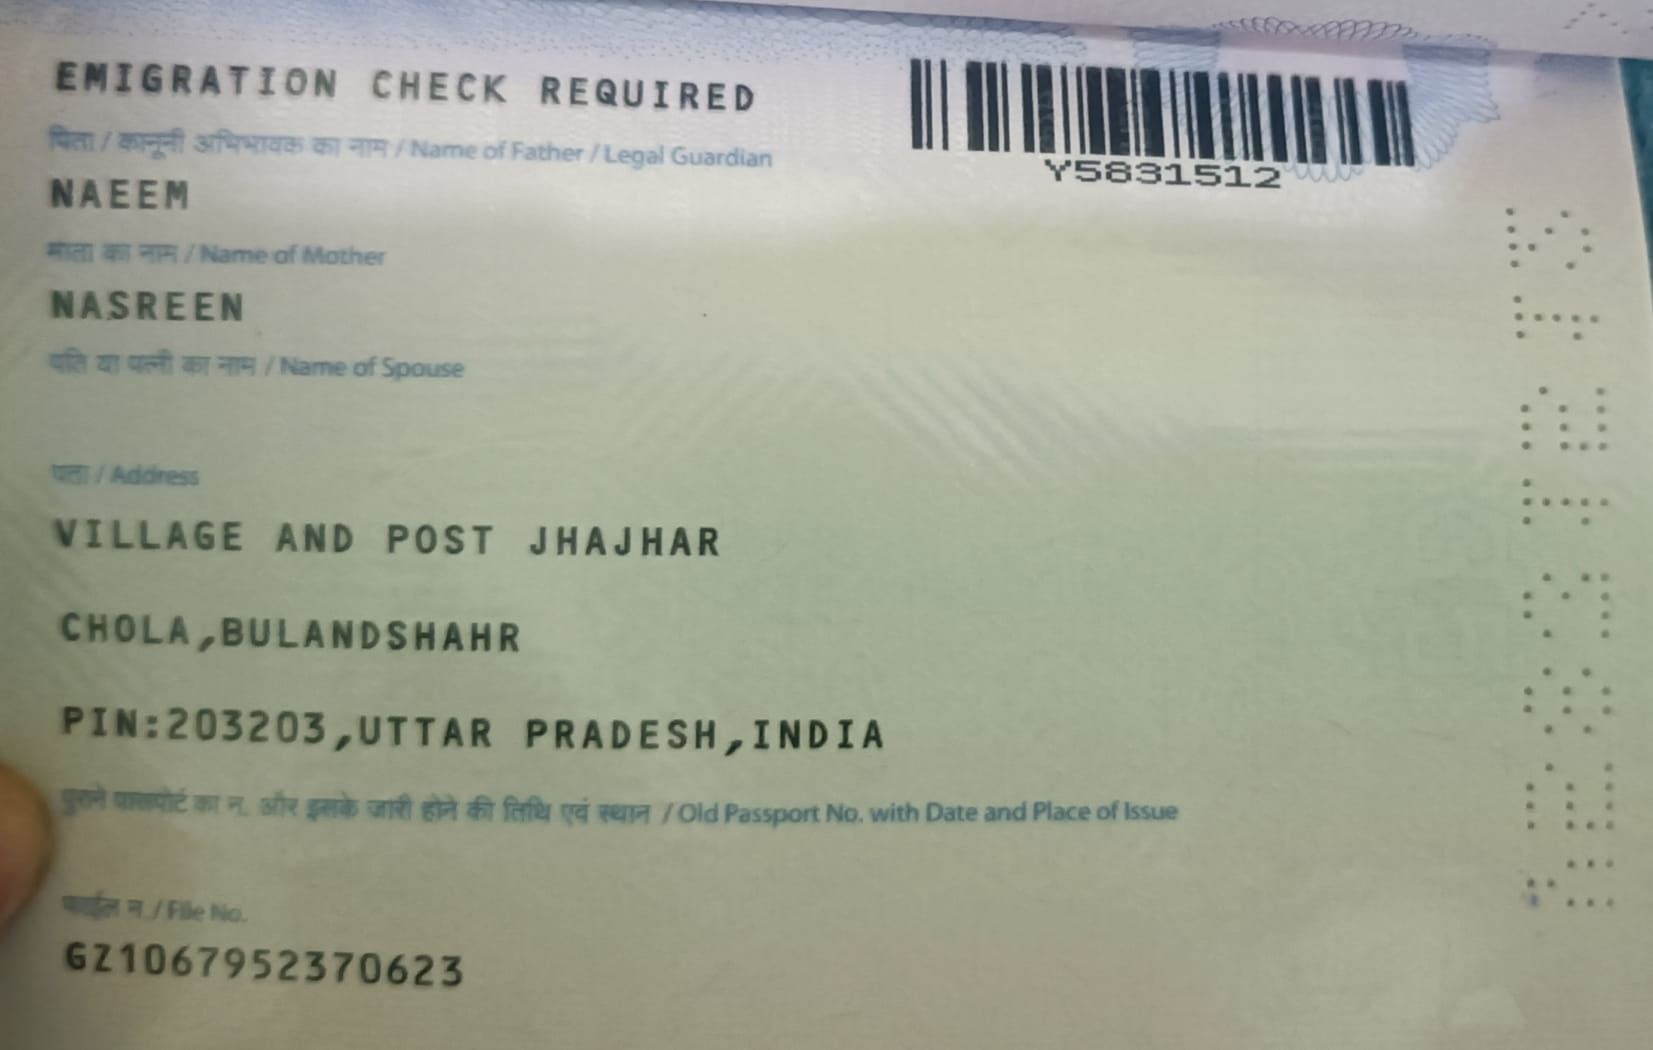 EMIGRATION CHECK REQUIRED
पिता / कानूनी अभिभावक का नाम / Name of Father / Legal Guardian
NAEEM
माता का नाम / Name of Mother
NASREEN
पति या पत्नी का नाम / Name of Spouse
पता / Address
VILLAGE AND POST JHAJHAR
CHOLA,BULANDSHAHR
PIN:203203,UTTAR PRADESH,INDIA
पुराने पासपोर्ट का न. और इसके जारी होने की तिथि एवं स्थान / Old Passport No. with Date and Place of Issue
फाईल न. / File No.
GZ1067952370623
Y5831512